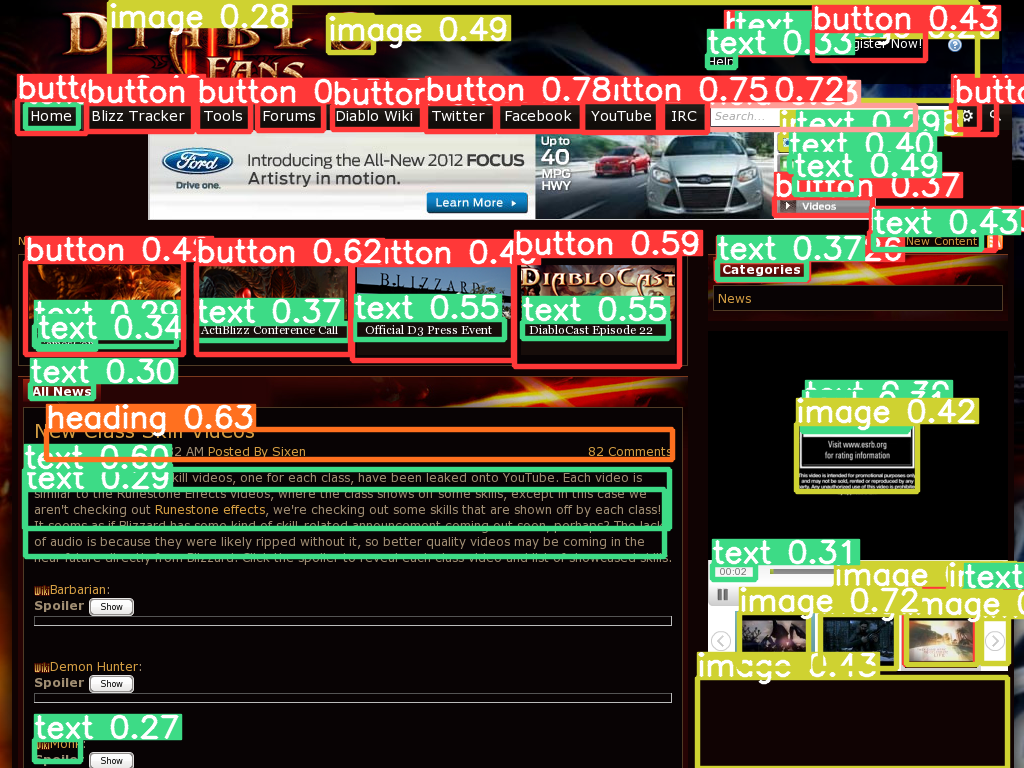 DIABLO
FANS
image 0.28
image 0.49
text
button 0.43
text 0.33
gister Now!
Help
button
button
button
button
button 0.78
button 0.75
0.72
Home
Blizz Tracker
Tools
Forums
Diablo Wiki
Twitter
Facebook
YouTube
IRC
Search...
text 0.29
text 0.40
text 0.49
button 0.37
Ford
Drive one.
Introducing the All-New 2012 FOCUS
Artistry in motion.
Learn More
Up to
40
MPG
HWY
Videos
text 0.43
New Content
button 0.62
button 0.59
text 0.37
Categories
News
BLIZZARD
DIABLOCAST
text 0.29
text 0.34
text 0.37
text 0.55
text 0.55
ActiBlizz Conference Call
Official D3 Press Event
DiabloCast Episode 22
text 0.30
All News
heading 0.63
New Class Skill Videos
AM Posted By Sixen
82 Comments
text 0.60
text 0.29
kill videos, one for each class, have been leaked onto YouTube. Each video is
similar to the Runestone Effects videos, where the class shows off some skills, except in this case we
aren't checking out Runestone effects, we're checking out some skills that are shown off by each class!
It seems as if Blizzard has some kind of skill-related announcement coming out soon, perhaps? The lack
of audio is because they were likely ripped without it, so better quality videos may be coming in the
near future directly from Blizzard. Click the spoiler to reveal each class video and list of showcased skills.
image 0.42
Visit www.esrb.org
for rating information
text 0.31
00:02
image
text
image 0.72
image
image 0.43
Wiki Barbarian:
Spoiler Show
Wiki Demon Hunter:
Spoiler Show
text 0.27
Wiki Monk:
Spoiler Show